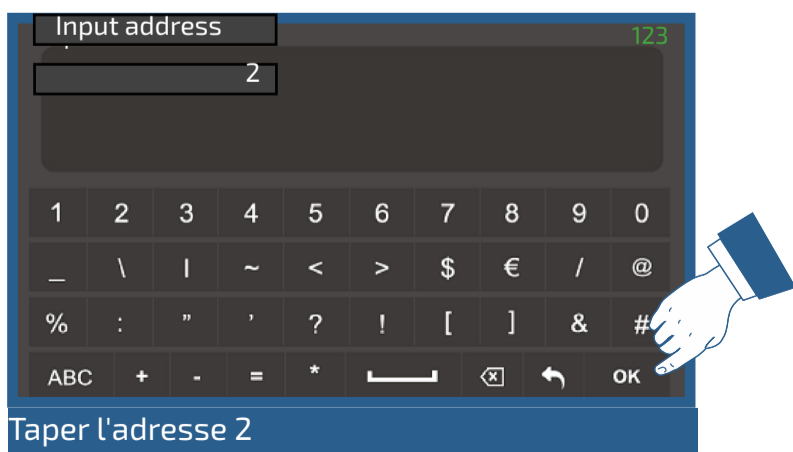 Input address
123
2
1 2 3 4 5 6 7 8 9 0
_ \ | ~ < > $ € / @
% : ” ’ ? ! [ ] & #
ABC + - = * OK
Taper l'adresse 2